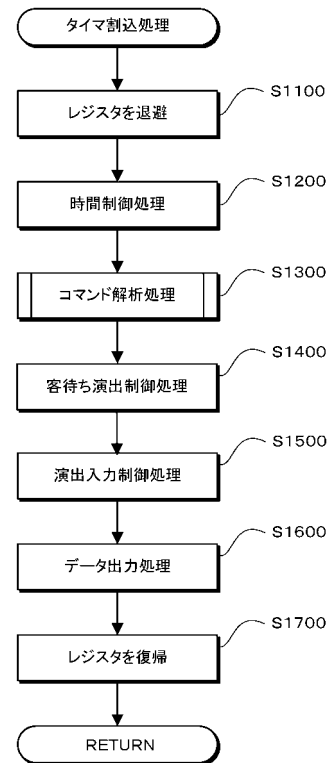 タイマ割込処理
レジスタを退避
S1100
時間制御処理
S1200
コマンド解析処理
S1300
客待ち演出制御処理
S1400
演出入力制御処理
S1500
データ出力処理
S1600
レジスタを復帰
S1700
RETURN